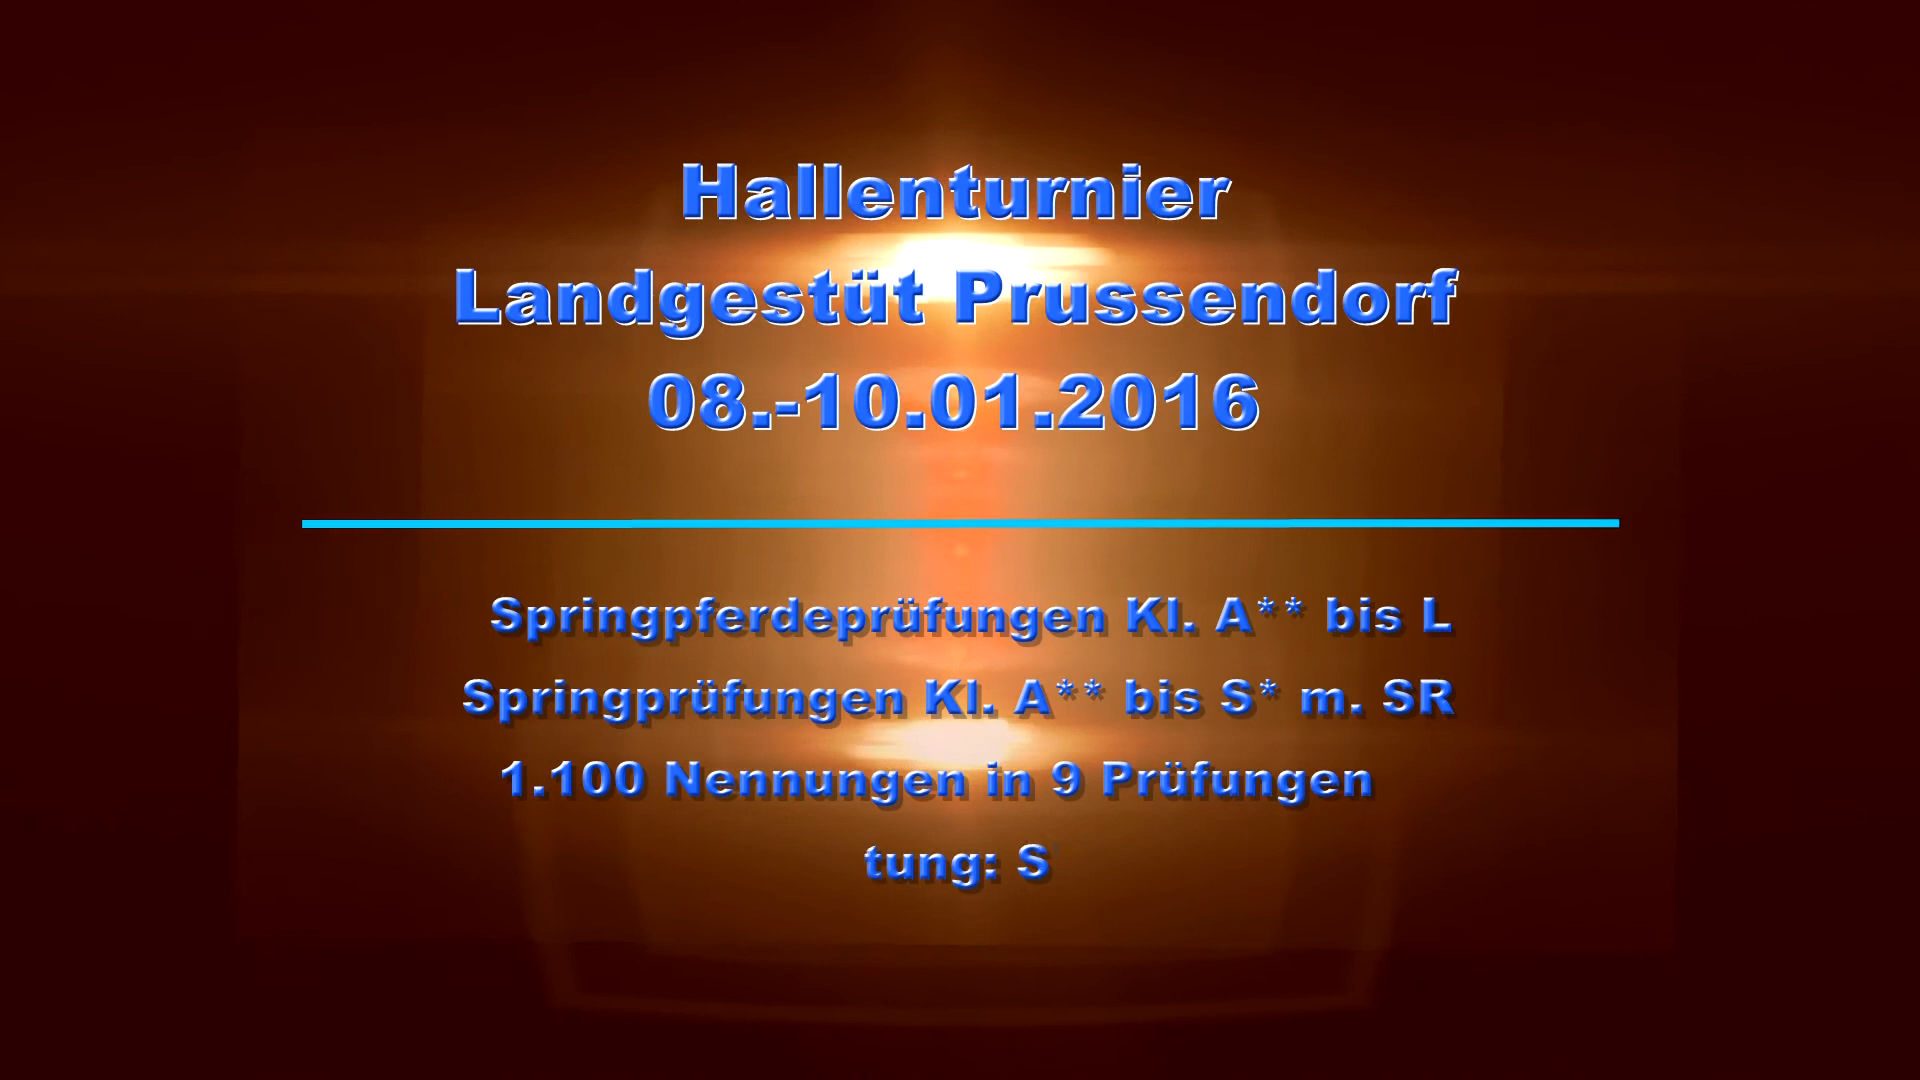 Hallenturnier
Landgestüt Prussendorf
08.-10.01.2016
Springpferdeprüfungen Kl. A** bis L
Springprüfungen Kl. A** bis S* m. SR
1.100 Nennungen in 9 Prüfungen
tung: S